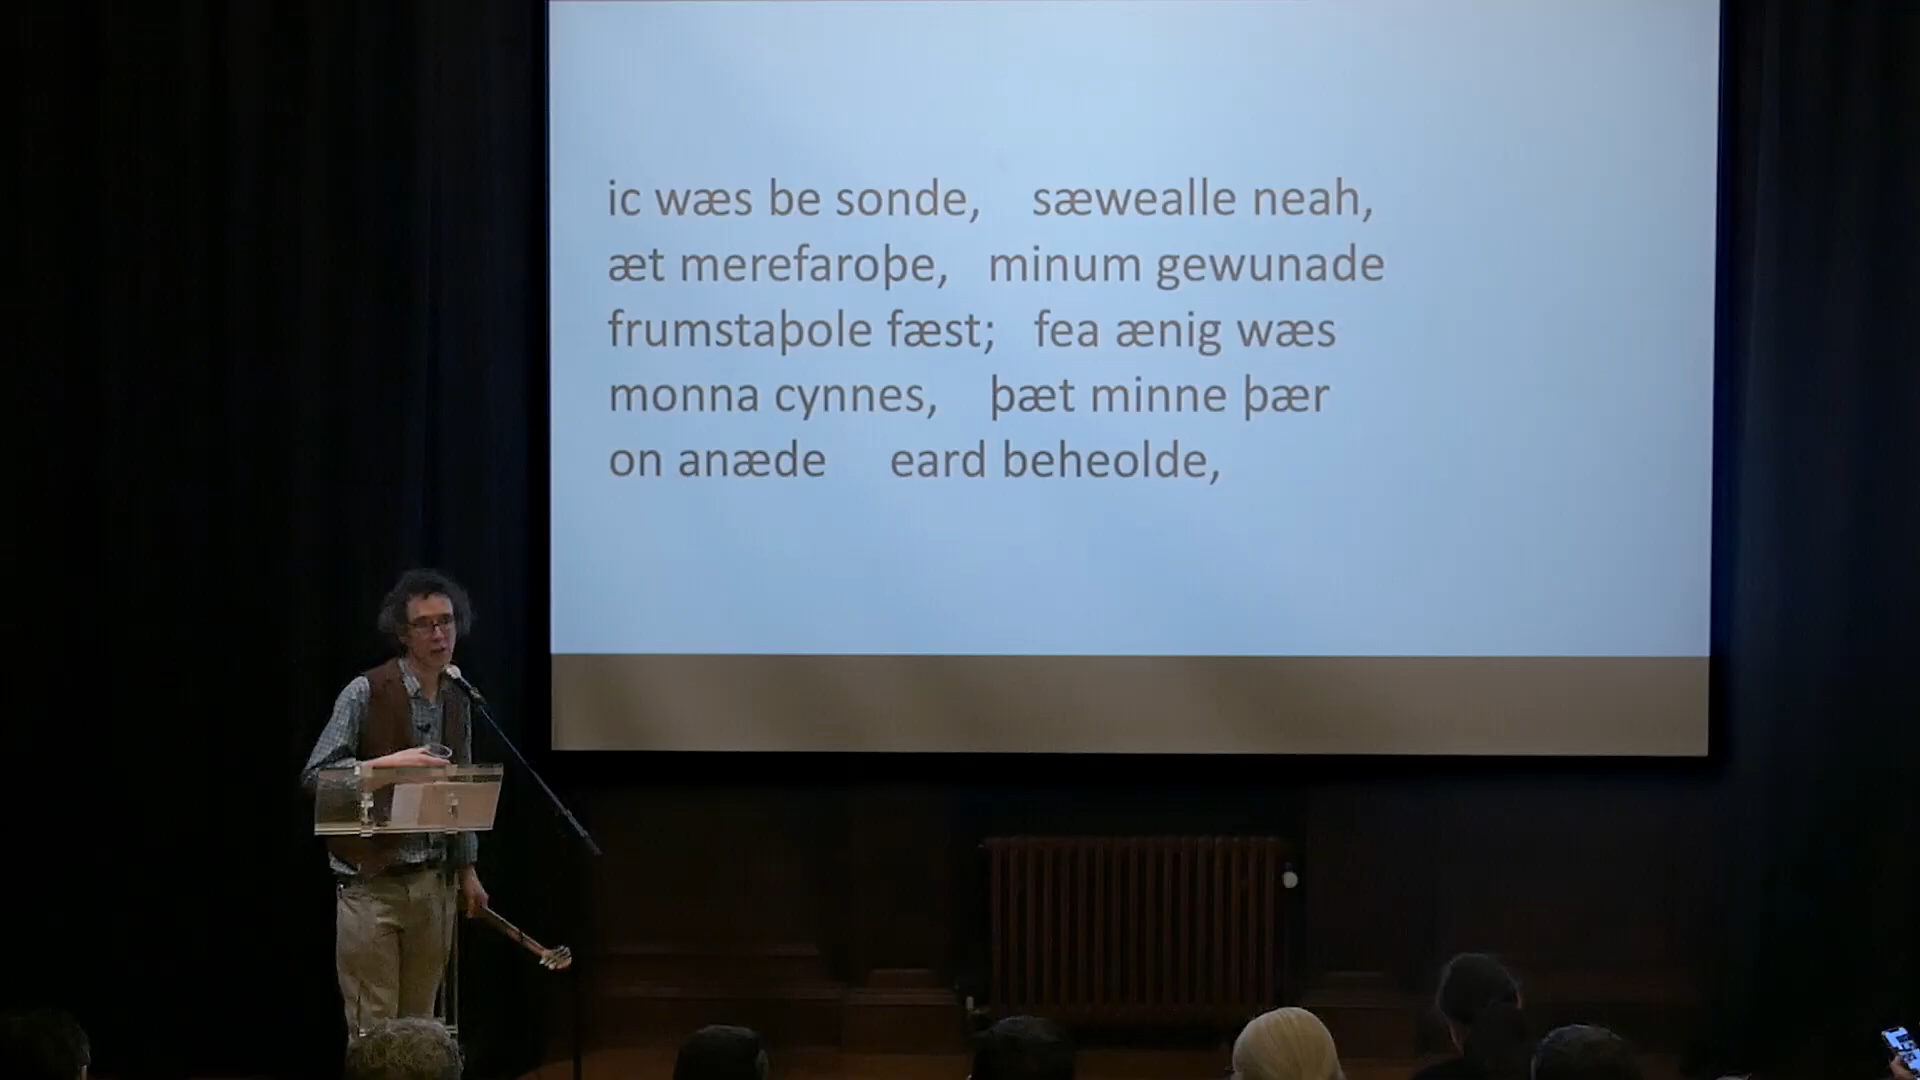 ic wæs be sonde, sæwealle neah,
æt merefaroþe, minum gewunade
frumstaþole fæst; fea ænig wæs
monna cynnes, þæt minne þær
on anæde eard beheolde,